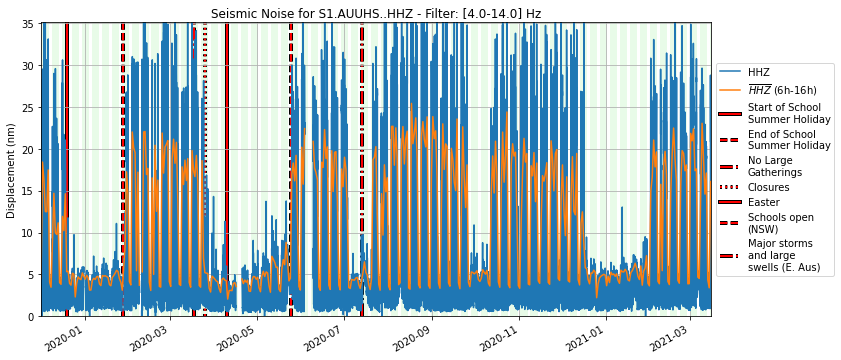 Seismic Noise for S1.AUUHS..HHZ - Filter: [4.0-14.0] Hz
Displacement (nm)
35
30
25
20
15
10
5
0
2020-01
2020-03
2020-05
2020-07
2020-09
2020-11
2021-01
2021-03
HHZ
HHZ (6h-16h)
Start of School
Summer Holiday
End of School
Summer Holiday
No Large
Gatherings
Closures
Easter
Schools open
(NSW)
Major storms
and large
swells (E. Aus)